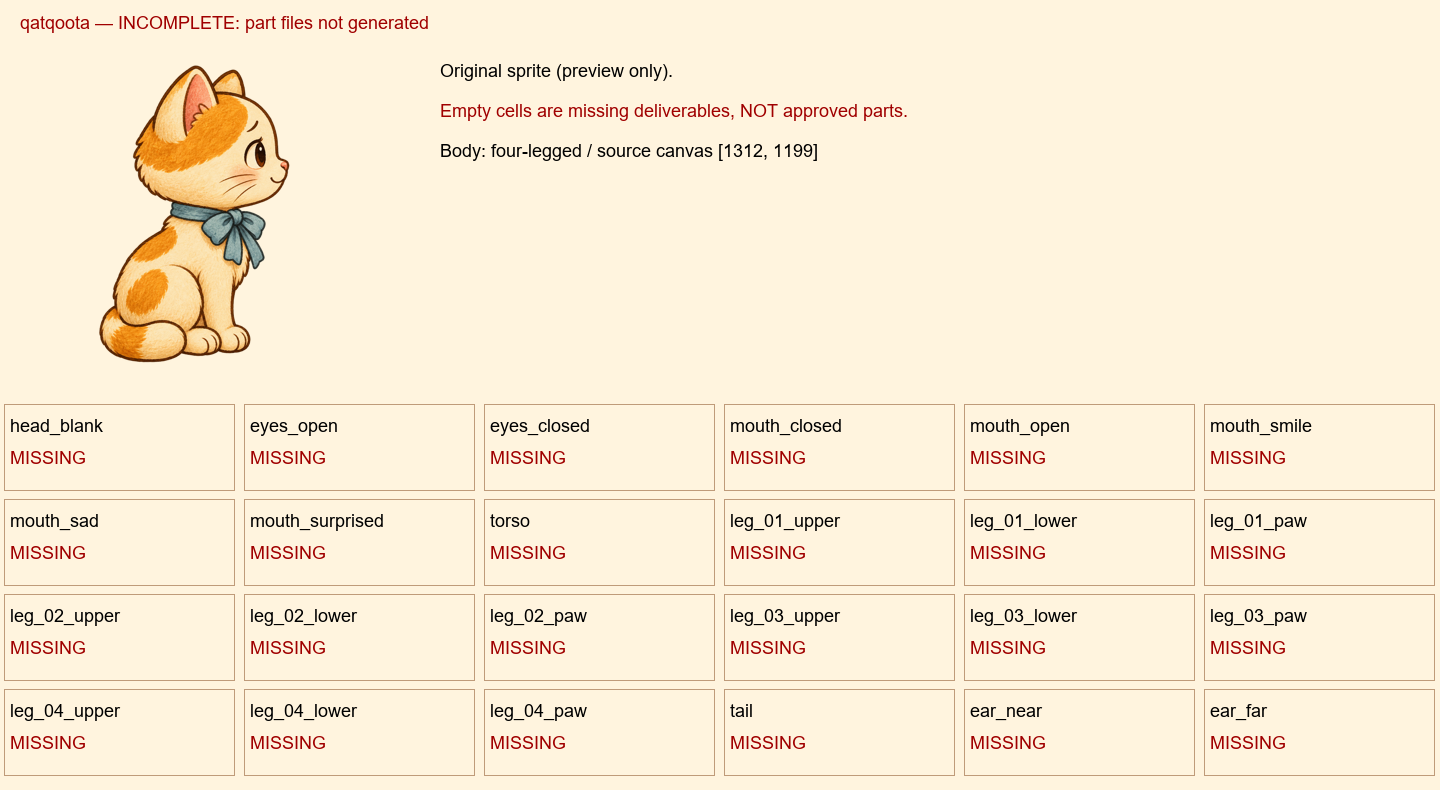 qatqoota — INCOMPLETE: part files not generated
Original sprite (preview only).
Empty cells are missing deliverables, NOT approved parts.
Body: four-legged / source canvas [1312, 1199]
head_blank
MISSING
eyes_open
MISSING
eyes_closed
MISSING
mouth_closed
MISSING
mouth_open
MISSING
mouth_smile
MISSING
mouth_sad
MISSING
mouth_surprised
MISSING
torso
MISSING
leg_01_upper
MISSING
leg_01_lower
MISSING
leg_01_paw
MISSING
leg_02_upper
MISSING
leg_02_lower
MISSING
leg_02_paw
MISSING
leg_03_upper
MISSING
leg_03_lower
MISSING
leg_03_paw
MISSING
leg_04_upper
MISSING
leg_04_lower
MISSING
leg_04_paw
MISSING
tail
MISSING
ear_near
MISSING
ear_far
MISSING